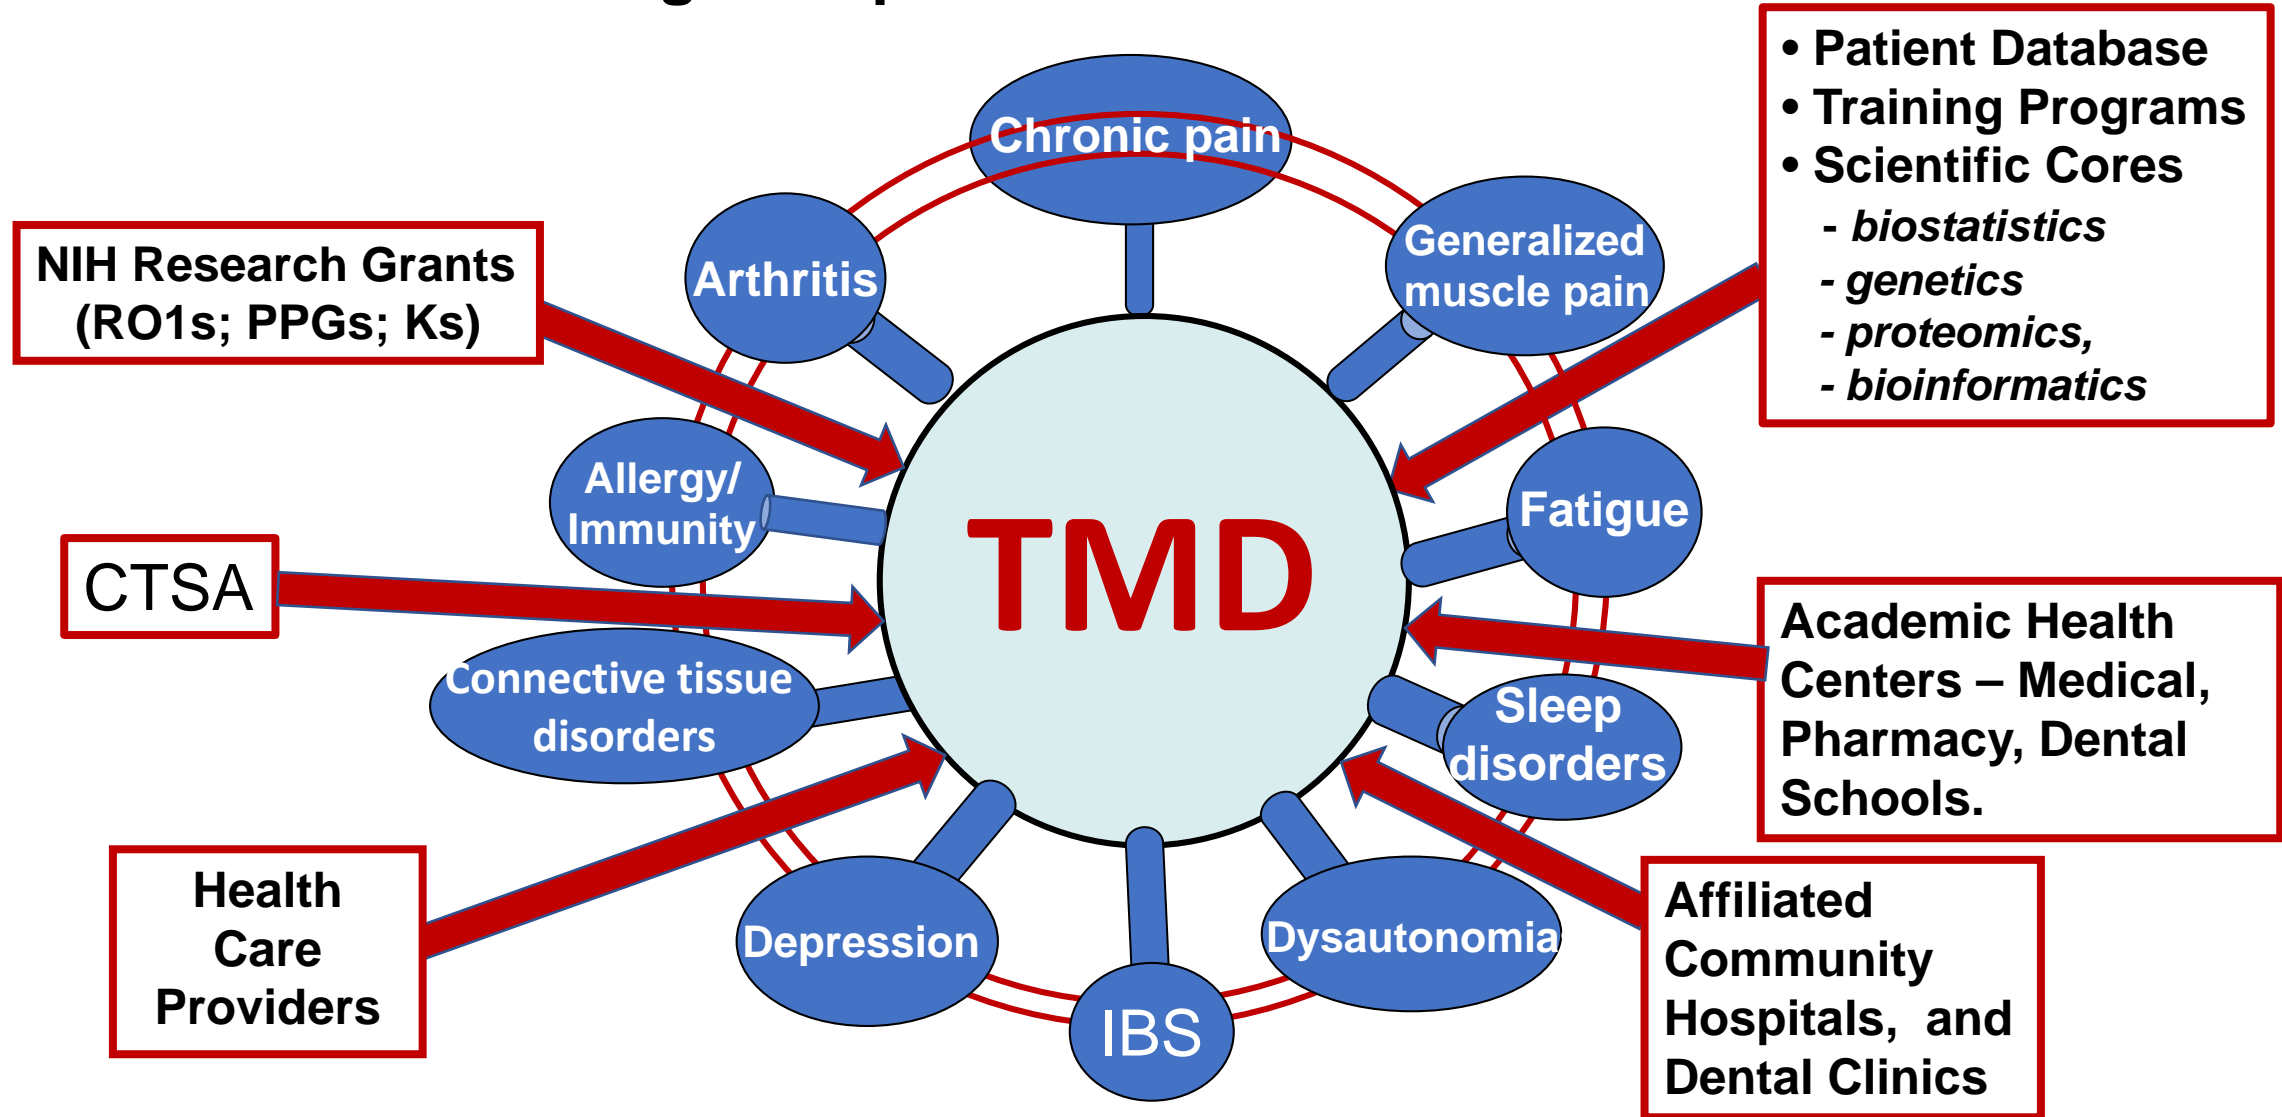 Chronic pain
Arthritis
Generalized
muscle pain
Allergy/
Immunity
Fatigue
TMD
Connective tissue
disorders
Sleep
disorders
Depression
Dysautonomia
IBS
NIH Research Grants
(RO1s; PPGs; Ks)
CTSA
Health
Care
Providers
• Patient Database
• Training Programs
• Scientific Cores
- biostatistics
- genetics
- proteomics,
- bioinformatics
Academic Health
Centers – Medical,
Pharmacy, Dental
Schools.
Affiliated
Community
Hospitals, and
Dental Clinics